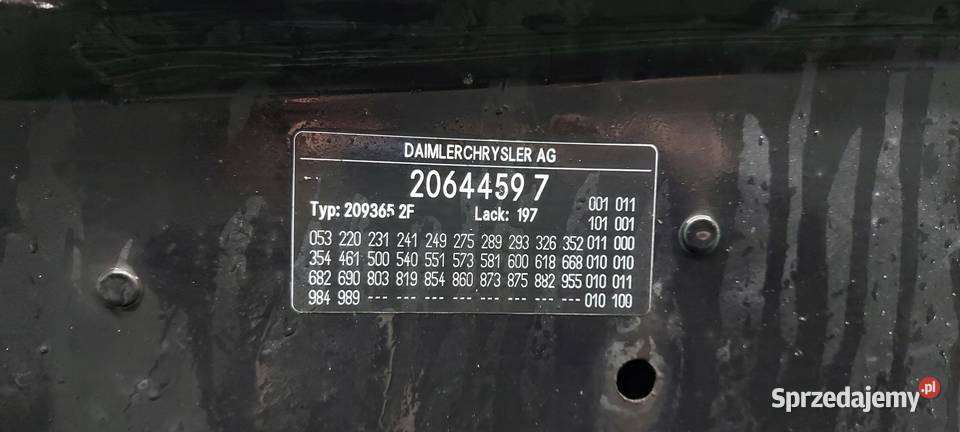 DAIMLERCHRYSLER AG
2064459 7
001 011
Typ: 209365 2F Lack: 197
101 001
053 220 231 241 249 275 289 293 326 352 011 000
354 461 500 540 551 573 581 600 618 668 010 010
682 690 803 819 854 860 873 875 882 955 010 011
984 989 --- --- --- --- --- --- --- --- 010 100
Sprzedajemy.pl